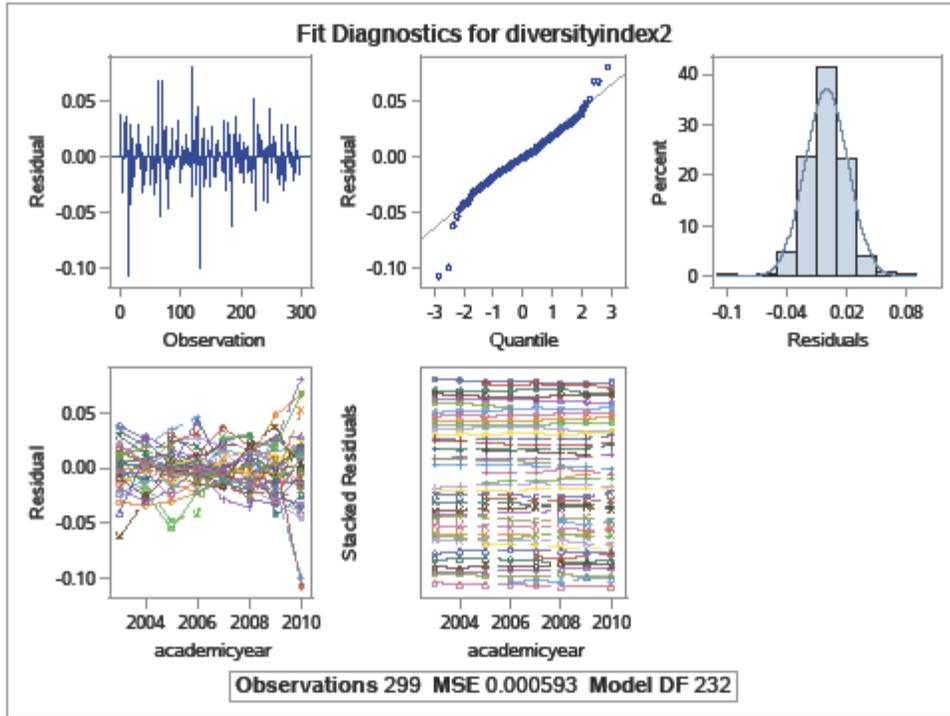 Fit Diagnostics for diversityindex2
Residual
0.05
0.00
-0.05
-0.10
0 100 200 300
Observation
Residual
0.05
0.00
-0.05
-0.10
-3 -2 -1 0 1 2 3
Quantile
Percent
40
30
20
10
0
-0.1 -0.04 0.02 0.08
Residuals
Residual
0.05
0.00
-0.05
-0.10
2004 2006 2008 2010
academicyear
Stacked Residuals
2004 2006 2008 2010
academicyear
Observations 299 MSE 0.000593 Model DF 232